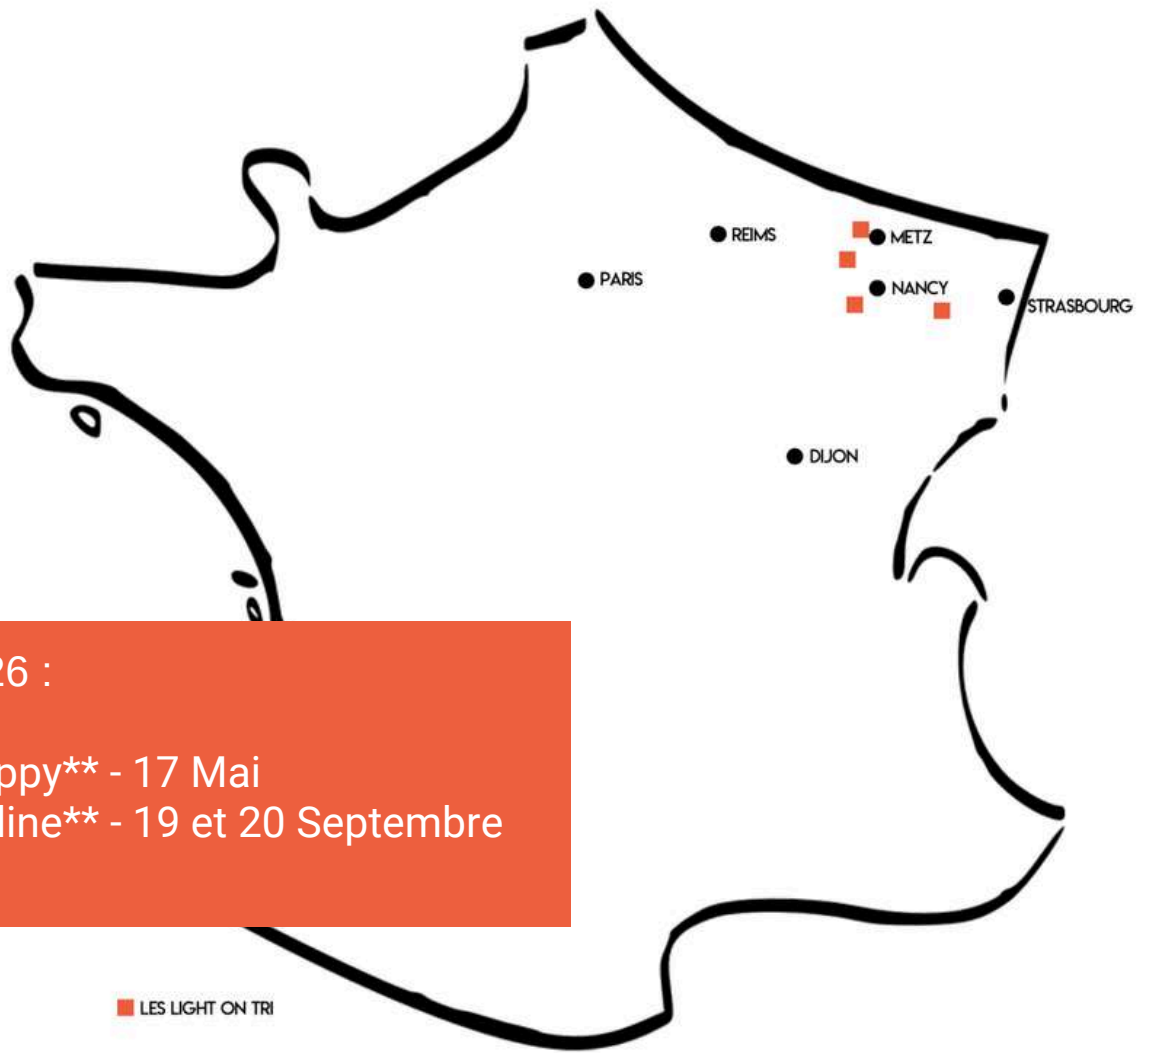 REIMS
METZ
PARIS
NANCY
STRASBOURG
DIJON
26 :
ppy** - 17 Mai
line** - 19 et 20 Septembre
LES LIGHT ON TRI